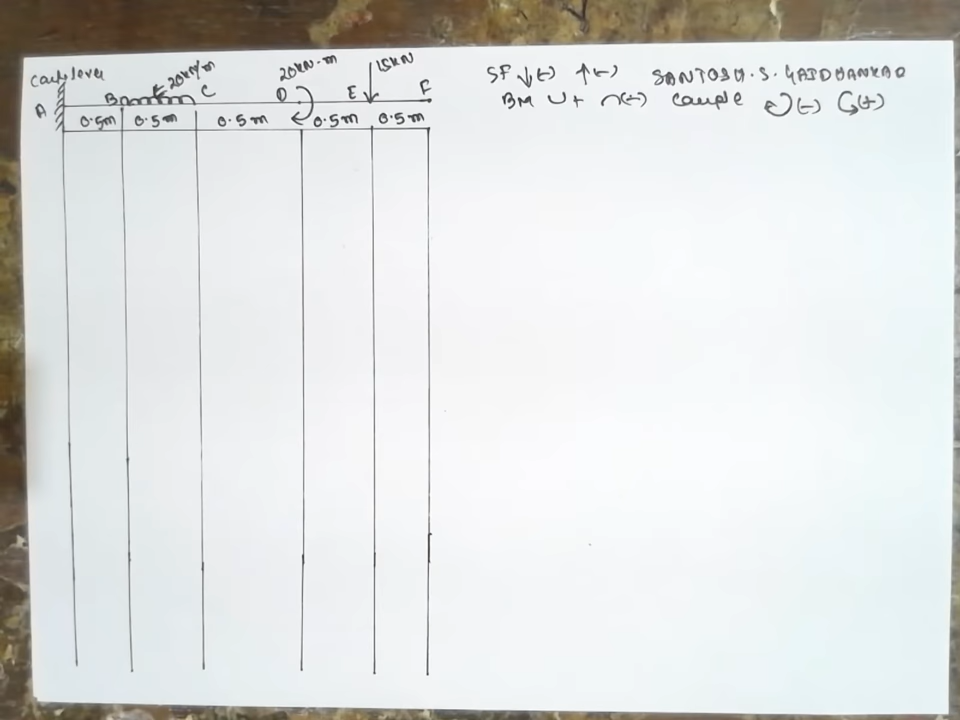 cantilever
20kN/m 20kN-m 15kN
A B C D E F
0.5m 0.5m 0.5m 0.5m 0.5m
SF ↓(-) ↑(-) SANTOSH.S.GAIDHANKAR
BM ∪ + ∩(-) couple (-) (+)